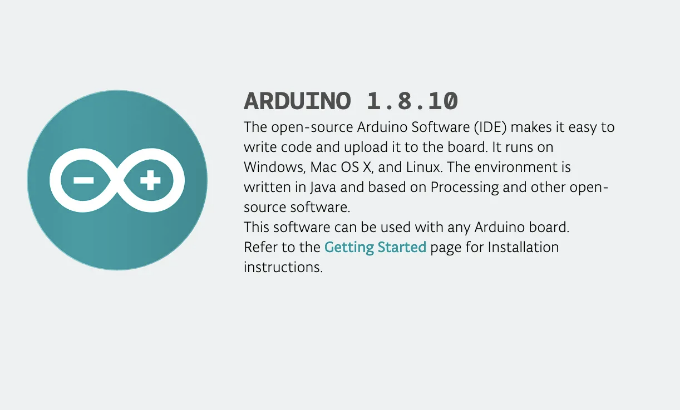 ARDUINO 1.8.10
The open-source Arduino Software (IDE) makes it easy to
write code and upload it to the board. It runs on
Windows, Mac OS X, and Linux. The environment is
written in Java and based on Processing and other open-
source software.
This software can be used with any Arduino board.
Refer to the Getting Started page for Installation
instructions.